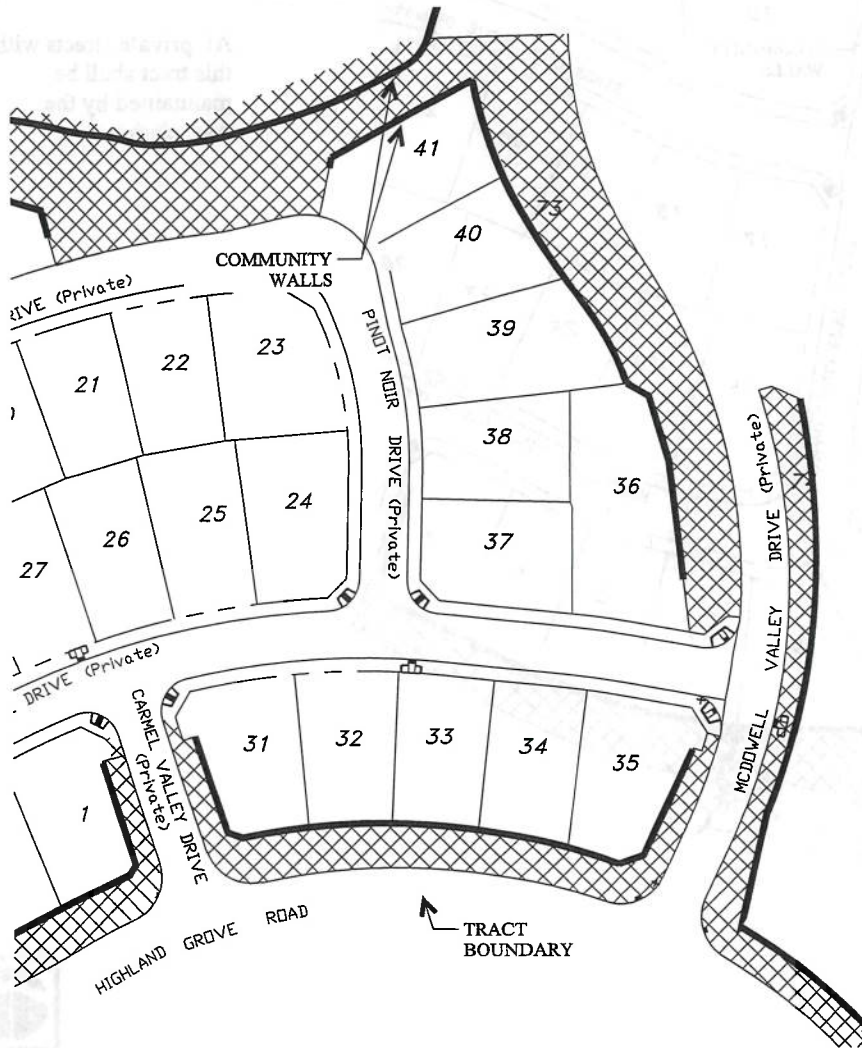 41
40
73
COMMUNITY
WALLS
RIVE (Private)
39
23
22
21
PINOT NOIR DRIVE (Private)
38
36
37
24
25
26
27
MCDOWELL VALLEY DRIVE (Private)
DRIVE (Private)
CARMEL VALLEY DRIVE
(Private)
31
32
33
34
35
1
HIGHLAND GROVE ROAD
TRACT
BOUNDARY